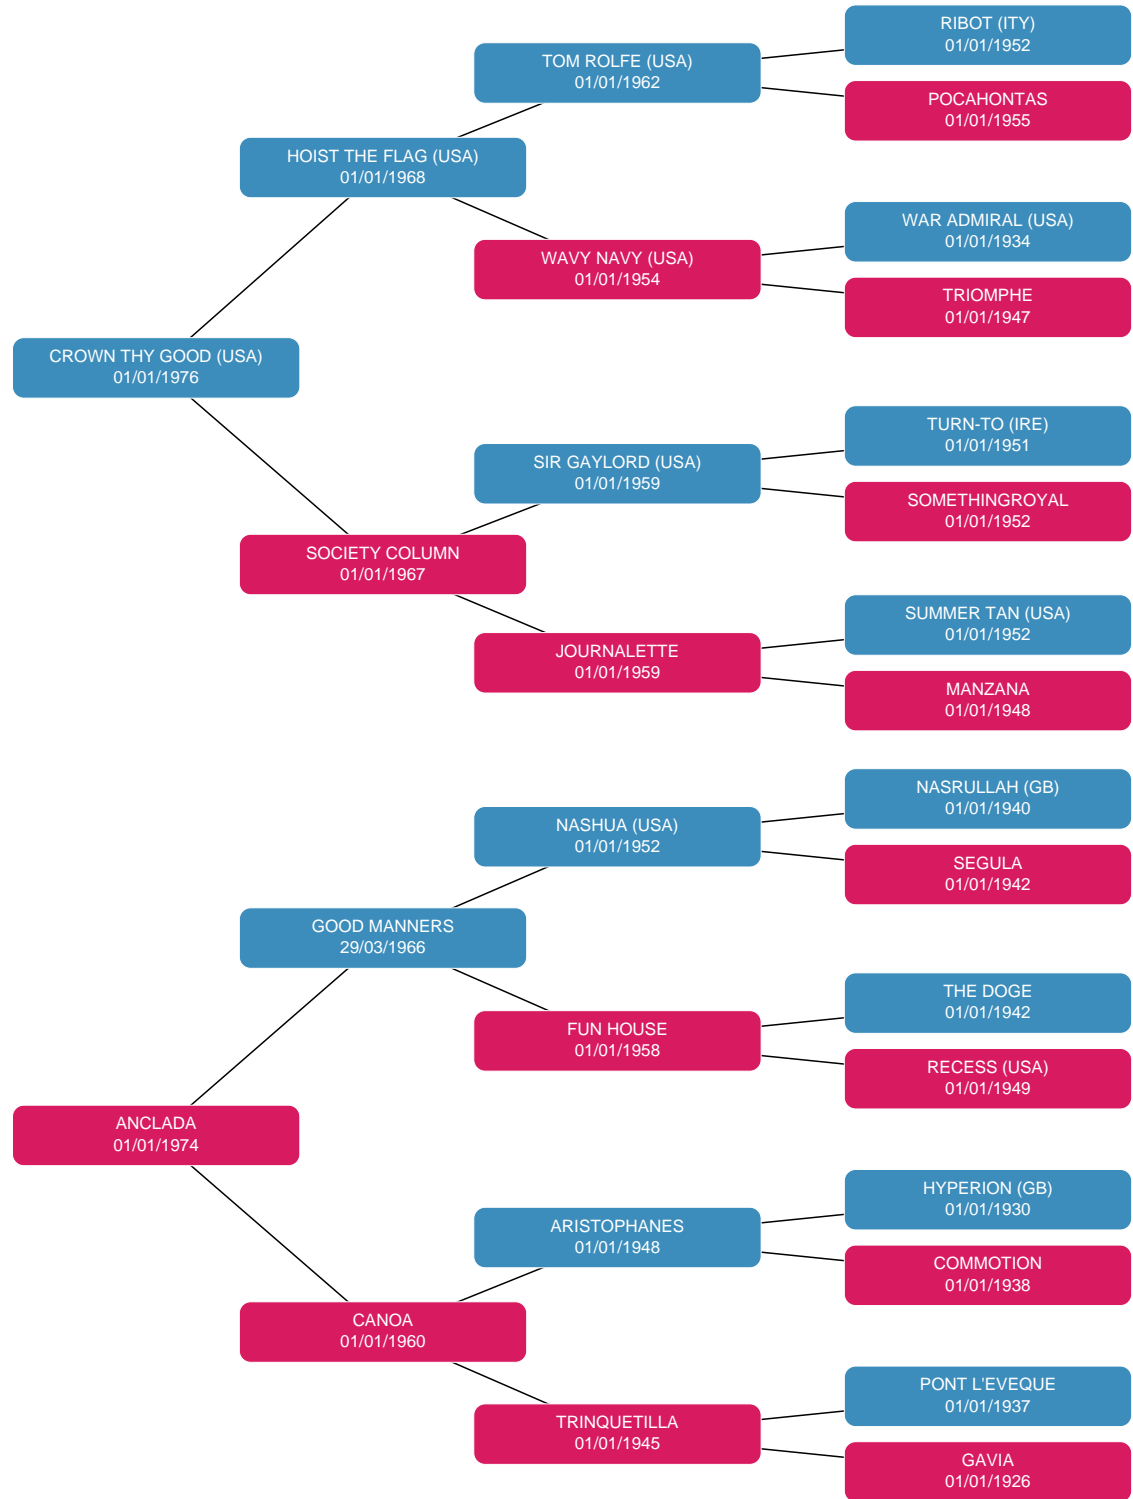 RIBOT (ITY)
01/01/1952
TOM ROLFE (USA)
01/01/1962
POCAHONTAS
01/01/1955
HOIST THE FLAG (USA)
01/01/1968
WAR ADMIRAL (USA)
01/01/1934
WAVY NAVY (USA)
01/01/1954
TRIOMPHE
01/01/1947
CROWN THY GOOD (USA)
01/01/1976
TURN-TO (IRE)
01/01/1951
SIR GAYLORD (USA)
01/01/1959
SOMETHINGROYAL
01/01/1952
SOCIETY COLUMN
01/01/1967
SUMMER TAN (USA)
01/01/1952
JOURNALETTE
01/01/1959
MANZANA
01/01/1948
NASRULLAH (GB)
01/01/1940
NASHUA (USA)
01/01/1952
SEGULA
01/01/1942
GOOD MANNERS
29/03/1966
THE DOGE
01/01/1942
FUN HOUSE
01/01/1958
RECESS (USA)
01/01/1949
ANCLADA
01/01/1974
HYPERION (GB)
01/01/1930
ARISTOPHANES
01/01/1948
COMMOTION
01/01/1938
CANOA
01/01/1960
PONT L'EVEQUE
01/01/1937
TRINQUETILLA
01/01/1945
GAVIA
01/01/1926